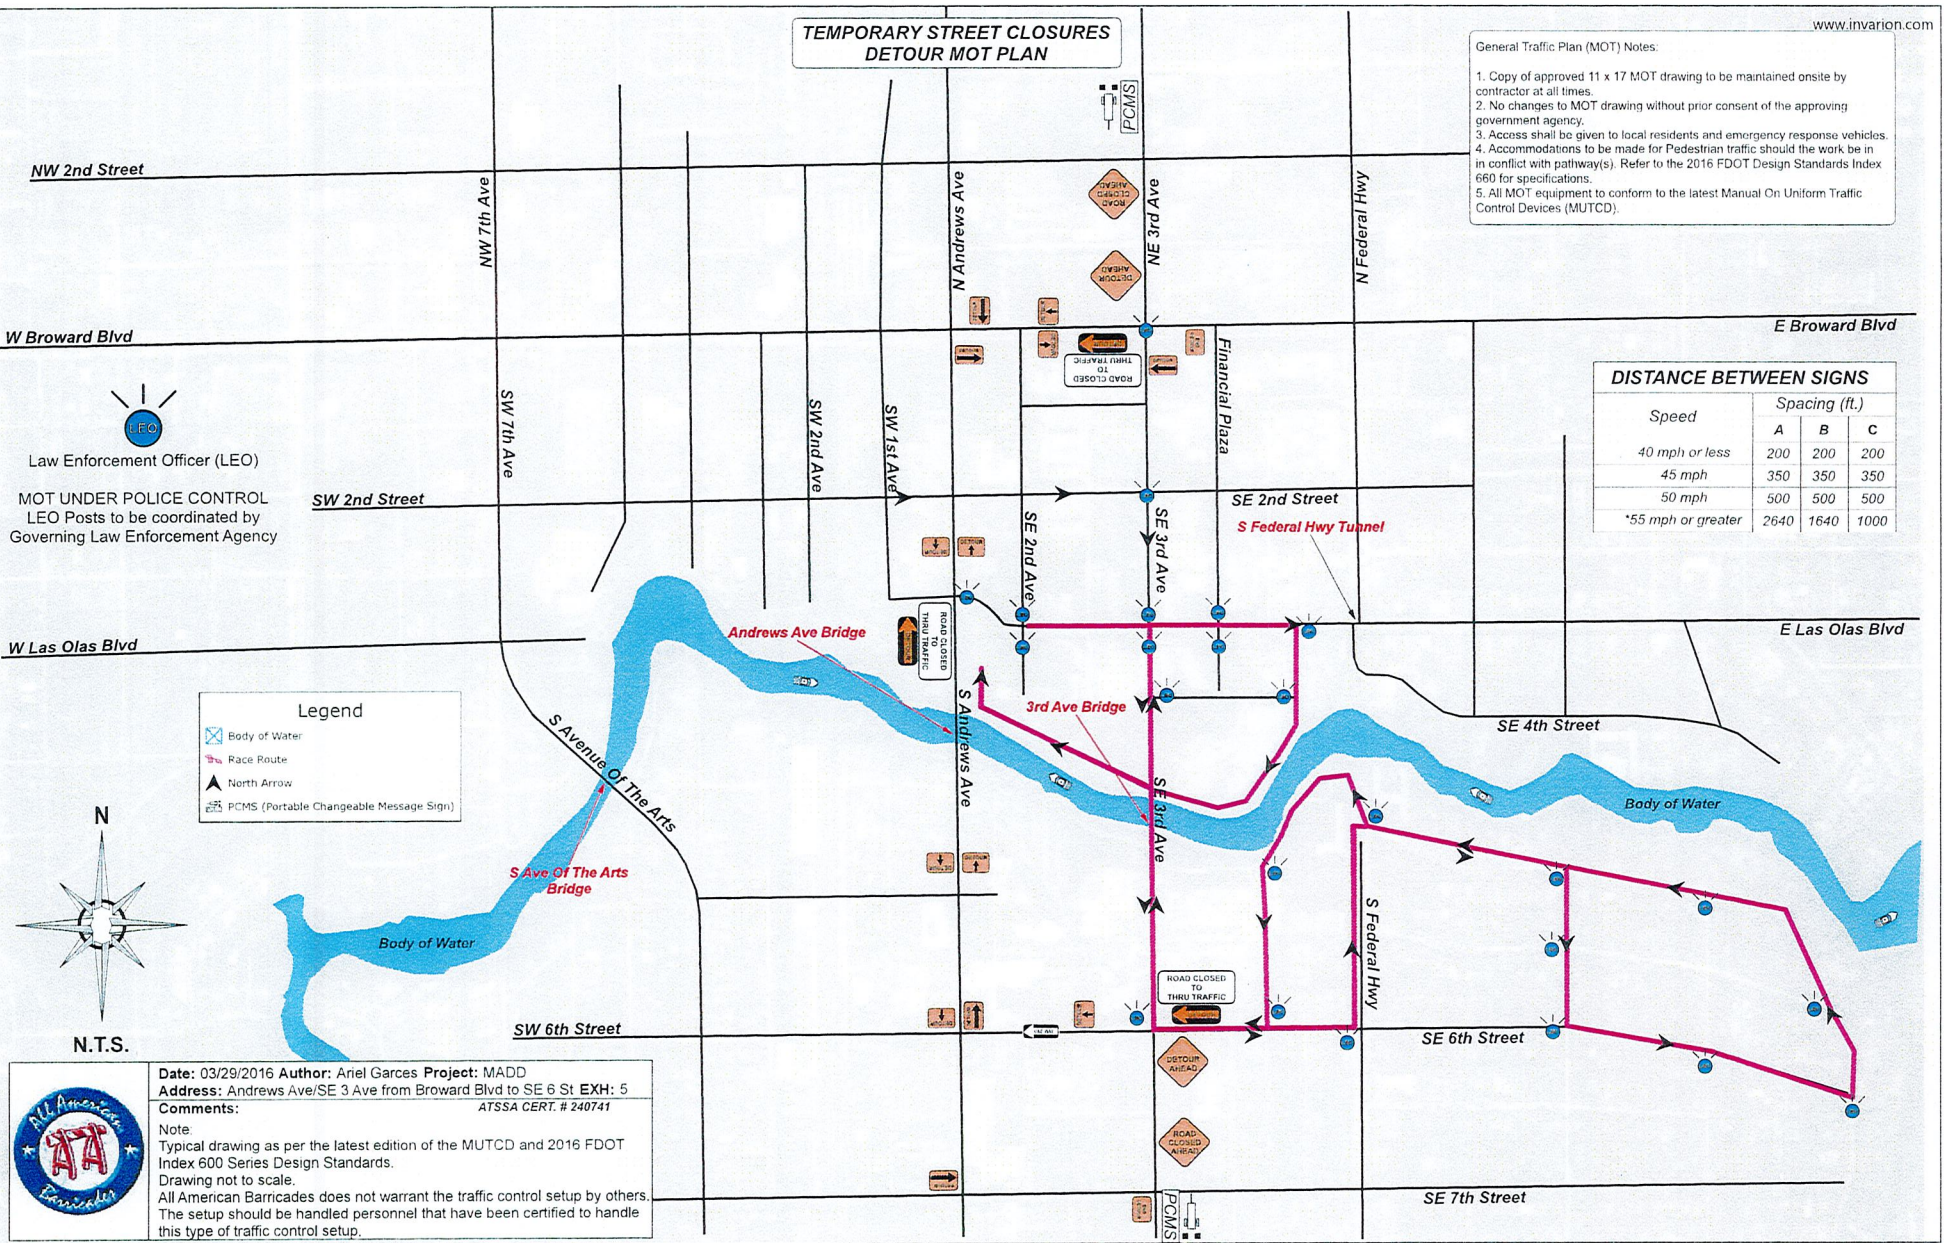 www.invarion.com
TEMPORARY STREET CLOSURES
DETOUR MOT PLAN
General Traffic Plan (MOT) Notes:
1. Copy of approved 11 x 17 MOT drawing to be maintained onsite by
contractor at all times.
2. No changes to MOT drawing without prior consent of the approving
government agency.
3. Access shall be given to local residents and emergency response vehicles.
4. Accommodations to be made for Pedestrian traffic should the work be in
in conflict with pathway(s). Refer to the 2016 FDOT Design Standards Index
660 for specifications.
5. All MOT equipment to conform to the latest Manual On Uniform Traffic
Control Devices (MUTCD).
PCMS
NW 2nd Street
NW 7th Ave
N Andrews Ave
ROAD
CLOSED
AHEAD
NE 3rd Ave
N Federal Hwy
DETOUR
AHEAD
W Broward Blvd
E Broward Blvd
ROAD CLOSED
TO
THRU TRAFFIC
Financial Plaza
DISTANCE BETWEEN SIGNS
Speed
Spacing (ft.)
A B C
40 mph or less 200 200 200
45 mph 350 350 350
50 mph 500 500 500
*55 mph or greater 2640 1640 1000
LEO
Law Enforcement Officer (LEO)
MOT UNDER POLICE CONTROL
LEO Posts to be coordinated by
Governing Law Enforcement Agency
SW 7th Ave
SW 2nd Ave
SW 1st Ave
SW 2nd Street
SE 2nd Street
SE 2nd Ave
SE 3rd Ave
S Federal Hwy Tunnel
DETOUR
DETOUR
W Las Olas Blvd
E Las Olas Blvd
Andrews Ave Bridge
ROAD CLOSED
TO
THRU TRAFFIC
DETOUR
S Andrews Ave
3rd Ave Bridge
SE 4th Street
Legend
Body of Water
Race Route
North Arrow
PCMS (Portable Changeable Message Sign)
S Avenue Of The Arts
SE 3rd Ave
Body of Water
N
S Ave Of The Arts
Bridge
DETOUR
DETOUR
Body of Water
S Federal Hwy
ROAD CLOSED
TO
THRU TRAFFIC
SW 6th Street
SE 6th Street
N.T.S.
DETOUR
AHEAD
ROAD
CLOSED
AHEAD
SE 7th Street
PCMS
All American
Barricades
Date: 03/29/2016 Author: Ariel Garces Project: MADD
Address: Andrews Ave/SE 3 Ave from Broward Blvd to SE 6 St EXH: 5
Comments: ATSSA CERT. # 240741
Note:
Typical drawing as per the latest edition of the MUTCD and 2016 FDOT
Index 600 Series Design Standards.
Drawing not to scale.
All American Barricades does not warrant the traffic control setup by others.
The setup should be handled personnel that have been certified to handle
this type of traffic control setup.